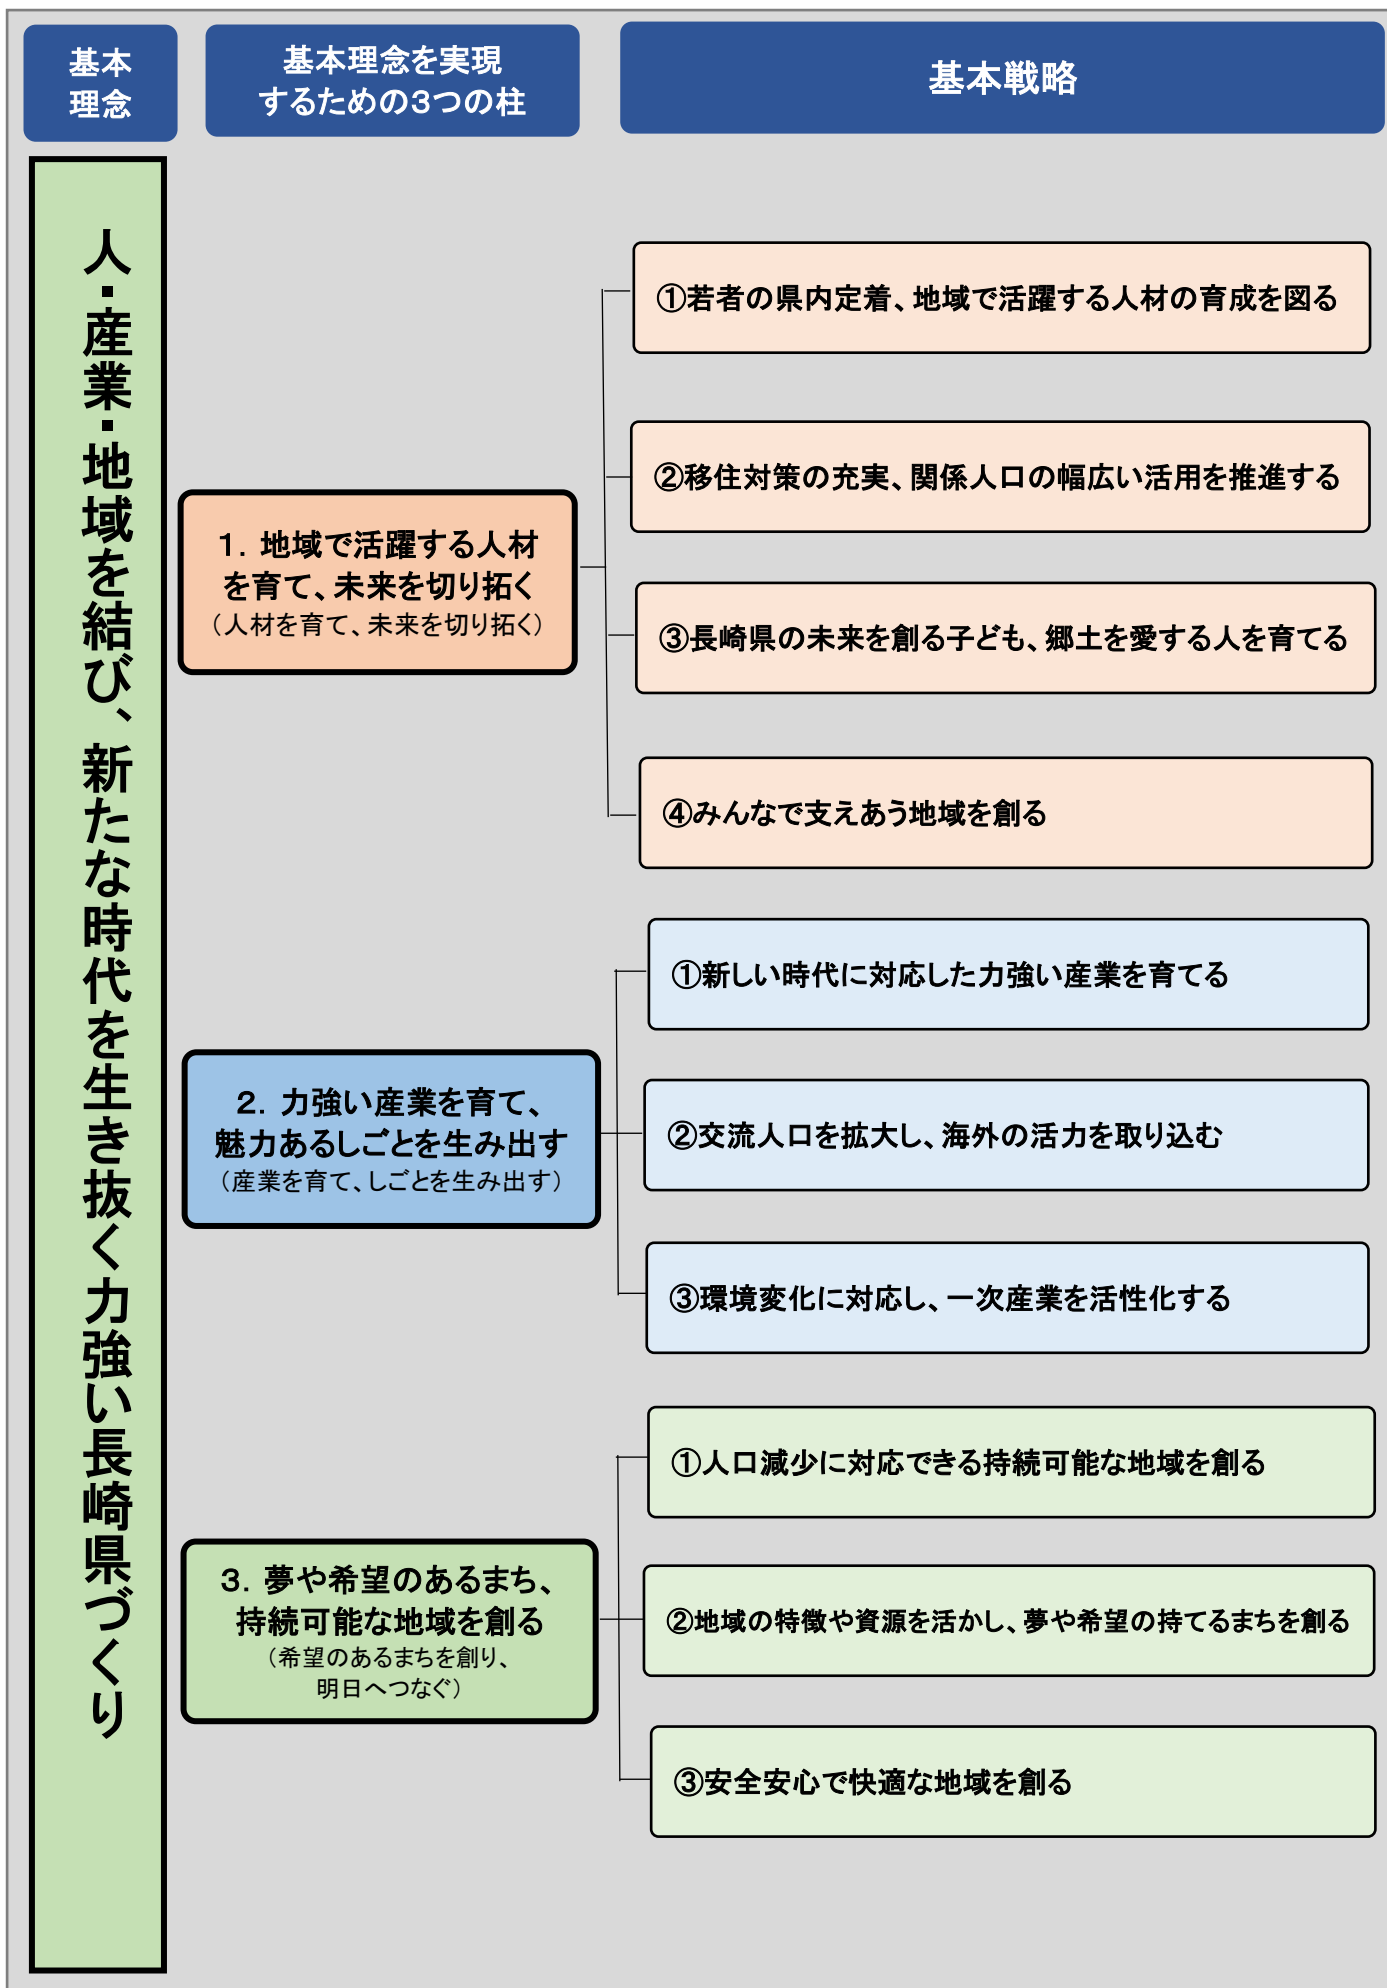 基本
理念
基本理念を実現
するための3つの柱
基本戦略
人・産業・地域を結び、新たな時代を生き抜く力強い長崎県づくり
1．地域で活躍する人材
を育て、未来を切り拓く
（人材を育て、未来を切り拓く）
①若者の県内定着、地域で活躍する人材の育成を図る
②移住対策の充実、関係人口の幅広い活用を推進する
③長崎県の未来を創る子ども、郷土を愛する人を育てる
④みんなで支えあう地域を創る
2．力強い産業を育て、
魅力あるしごとを生み出す
（産業を育て、しごとを生み出す）
①新しい時代に対応した力強い産業を育てる
②交流人口を拡大し、海外の活力を取り込む
③環境変化に対応し、一次産業を活性化する
3．夢や希望のあるまち、
持続可能な地域を創る
（希望のあるまちを創り、
明日へつなぐ）
①人口減少に対応できる持続可能な地域を創る
②地域の特徴や資源を活かし、夢や希望の持てるまちを創る
③安全安心で快適な地域を創る